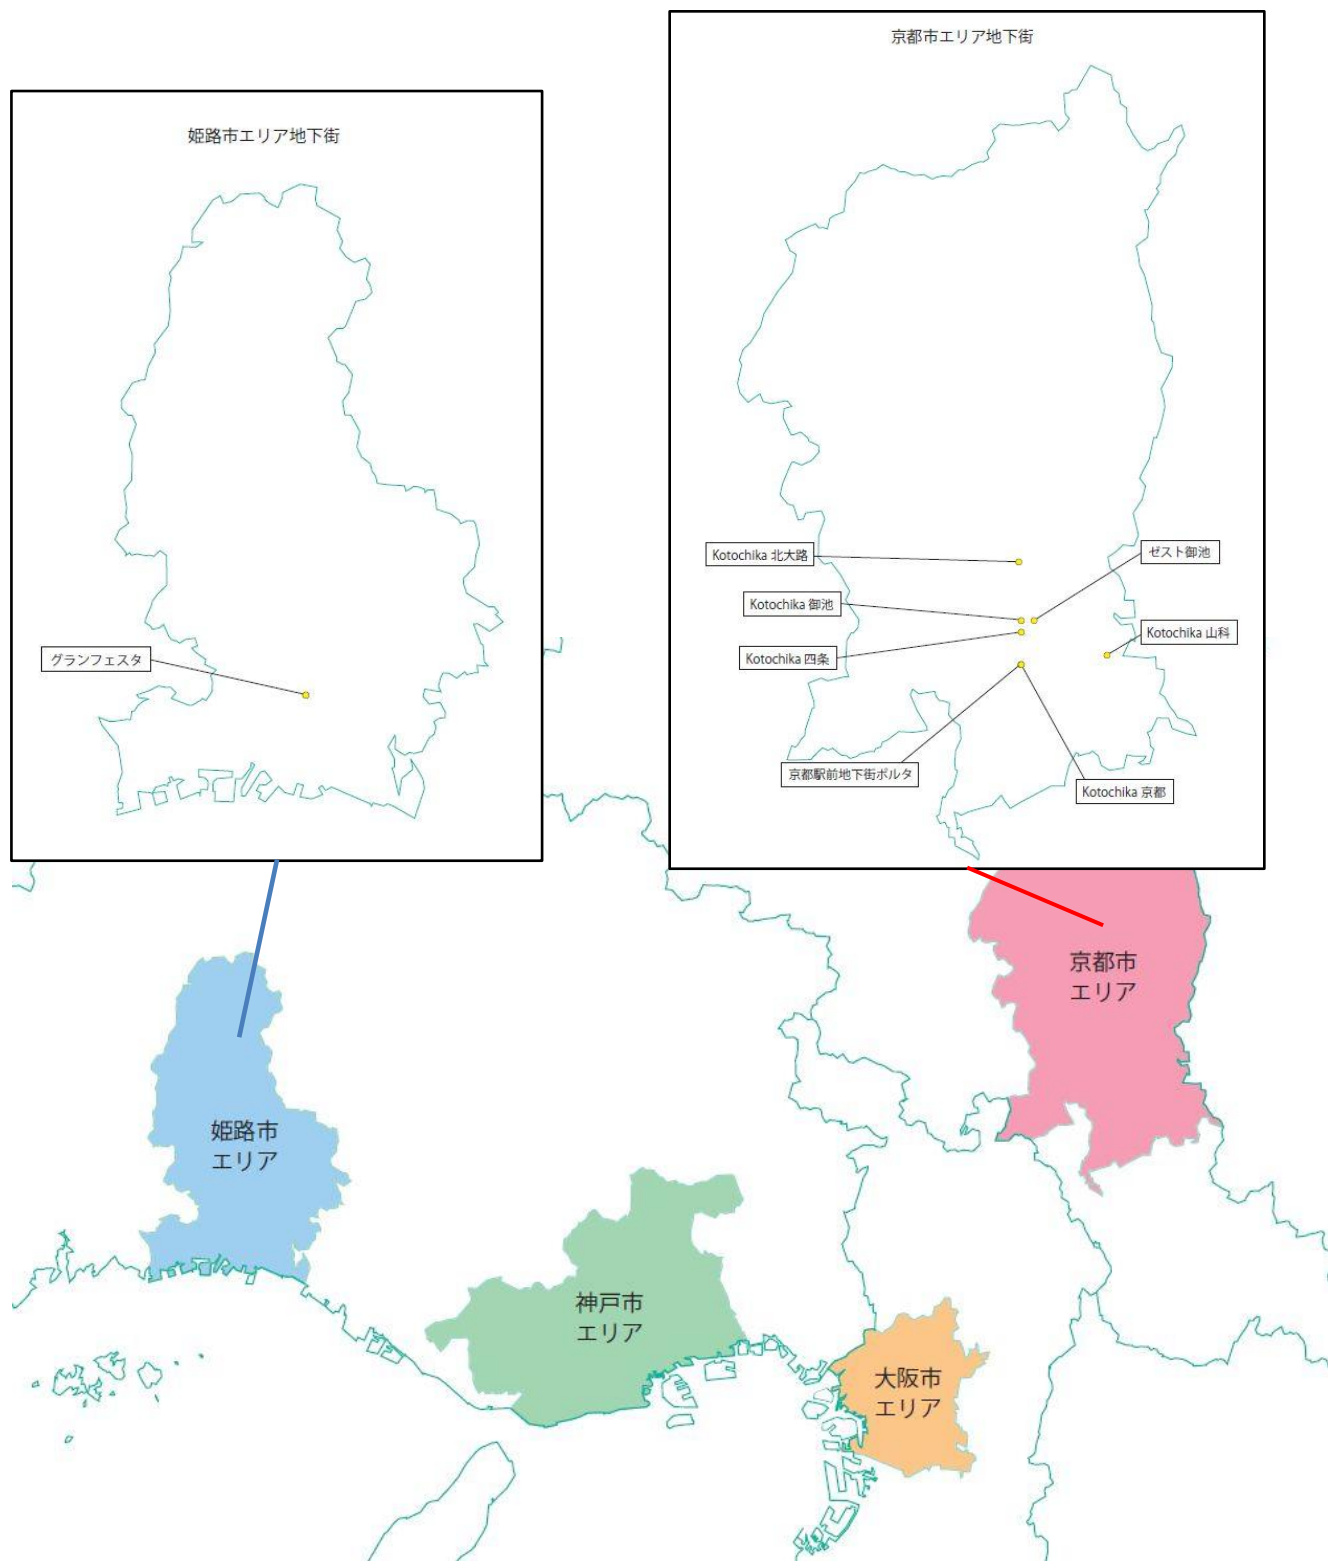 京都市エリア地下街
姫路市エリア地下街
Kotochika 北大路
ゼスト御池
Kotochika 御池
Kotochika 山科
Kotochika 四条
グランフェスタ
京都駅前地下街ポルタ
Kotochika 京都
京都市
エリア
姫路市
エリア
神戸市
エリア
大阪市
エリア